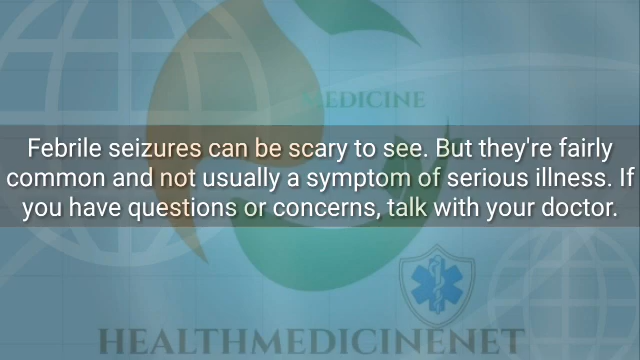 MEDICINE
Febrile seizures can be scary to see. But they're fairly
common and not usually a symptom of serious illness. If
you have questions or concerns, talk with your doctor.
HEALTHMEDICINENET